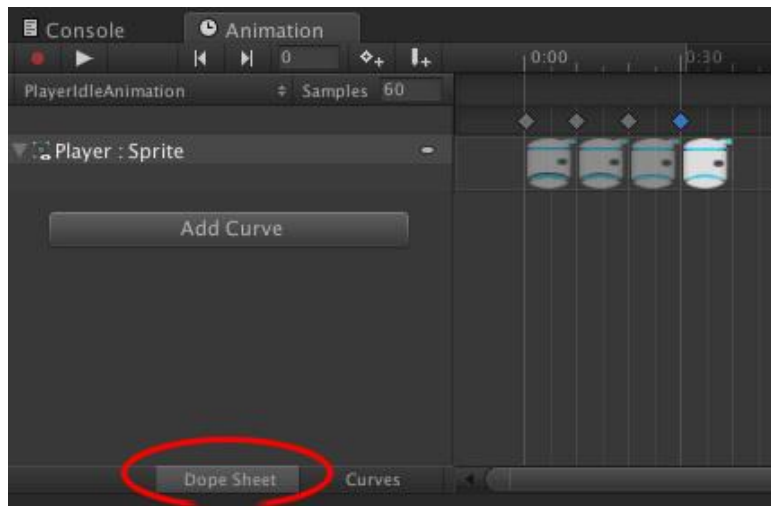 Console Animation
0 0:00 0:30
PlayerIdleAnimation Samples 60
Player : Sprite
Add Curve
Dope Sheet Curves